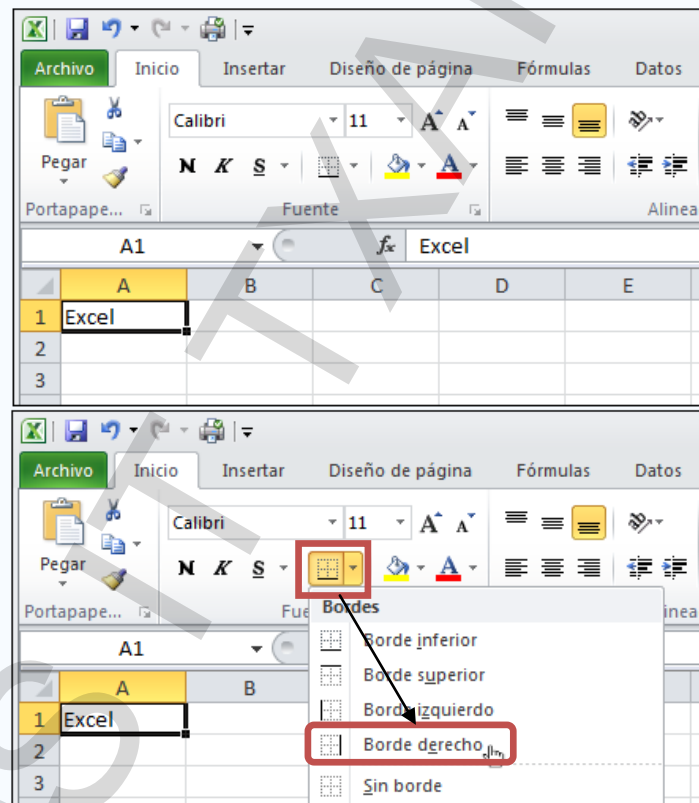 Archivo Inicio Insertar Diseño de página Fórmulas Datos
Calibri 11 A A
Pegar N K S A
Portapape... Fuente Alinea
A1 fx Excel
A B C D E
1 Excel
2
3
Archivo Inicio Insertar Diseño de página Fórmulas Datos
Calibri 11 A A
Pegar N K S A
Portapape... Fue inea
Bordes
A1 Borde inferior
Borde superior
A B
1 Excel Borde izquierdo
2 Borde derecho
3 Sin borde